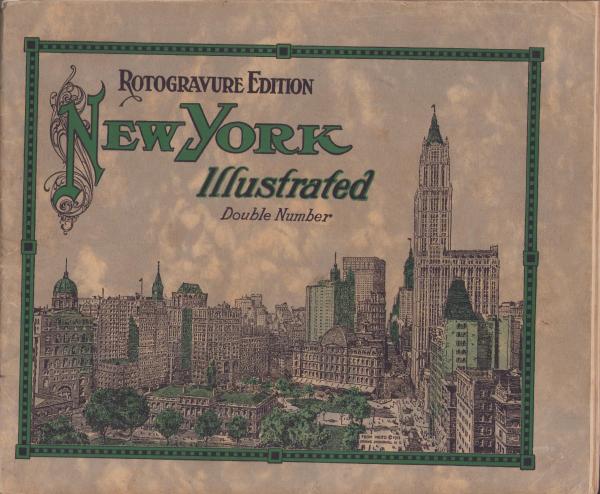 Rotogravure Edition
New York
Illustrated
Double Number